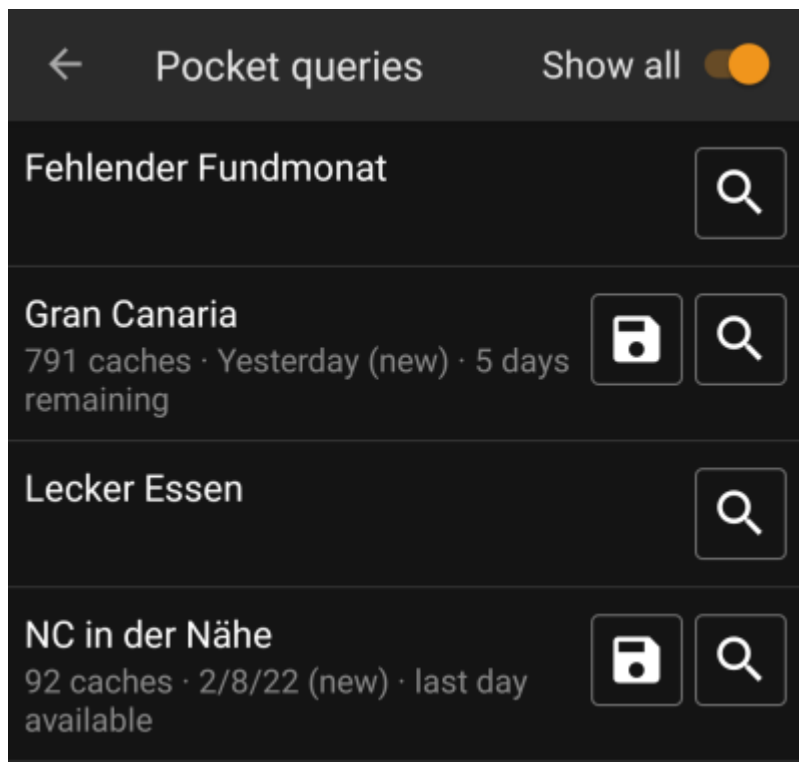 Pocket queries Show all
Fehlender Fundmonat
Gran Canaria
791 caches · Yesterday (new) · 5 days
remaining
Lecker Essen
NC in der Nähe
92 caches · 2/8/22 (new) · last day
available